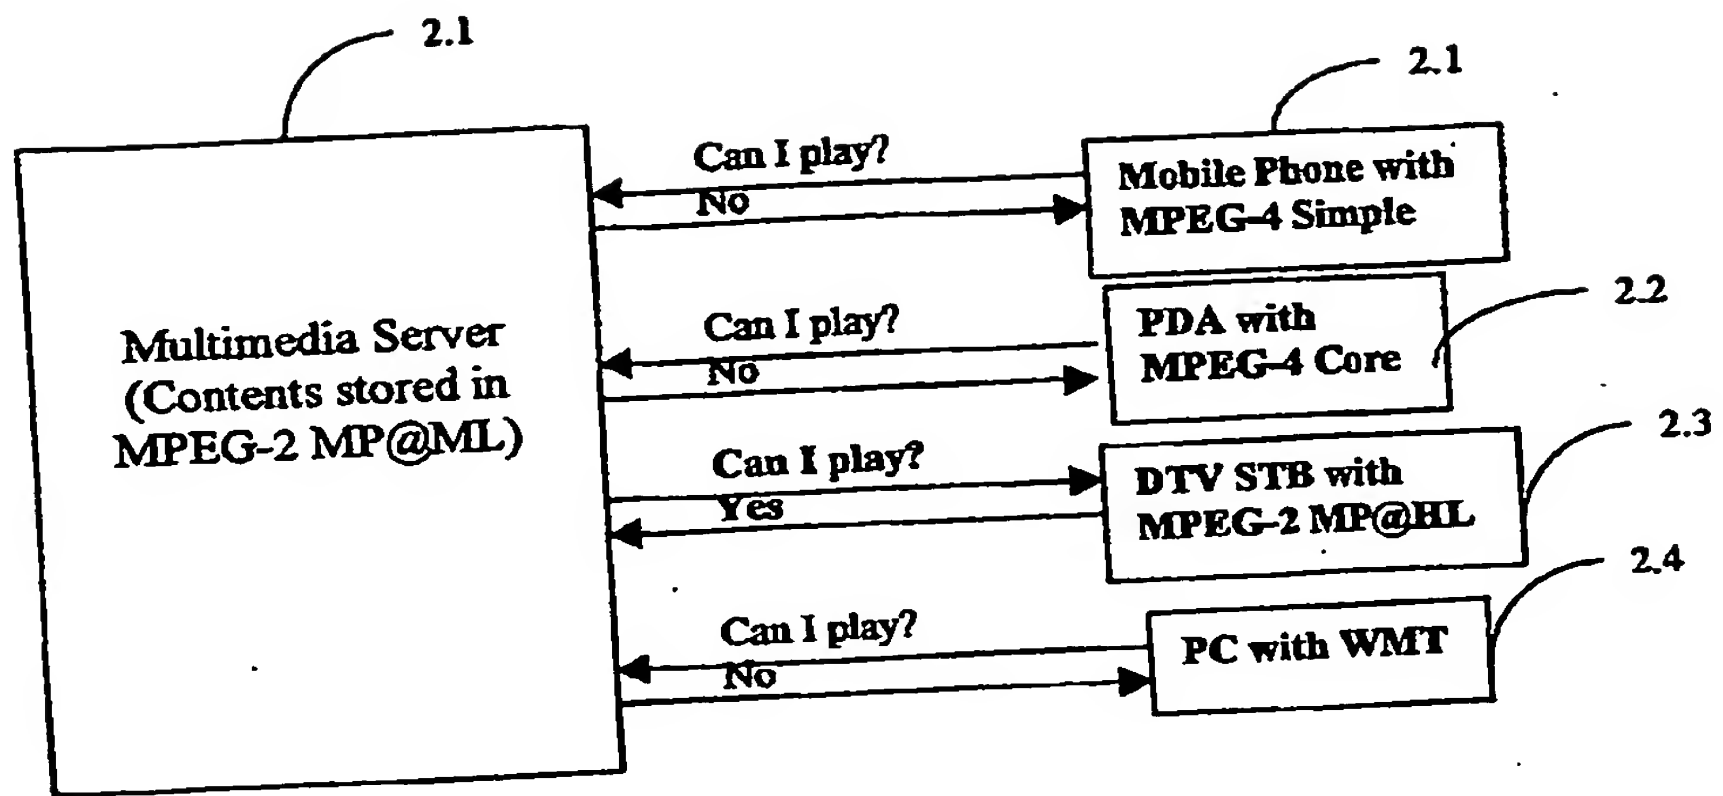 2.1
2.1
Can I play?
No
Mobile Phone with
MPEG-4 Simple
2.2
Can I play?
No
PDA with
MPEG-4 Core
Multimedia Server
(Contents stored in
MPEG-2 MP@ML)
2.3
Can I play?
Yes
DTV STB with
MPEG-2 MP@HL
2.4
Can I play?
No
PC with WMT